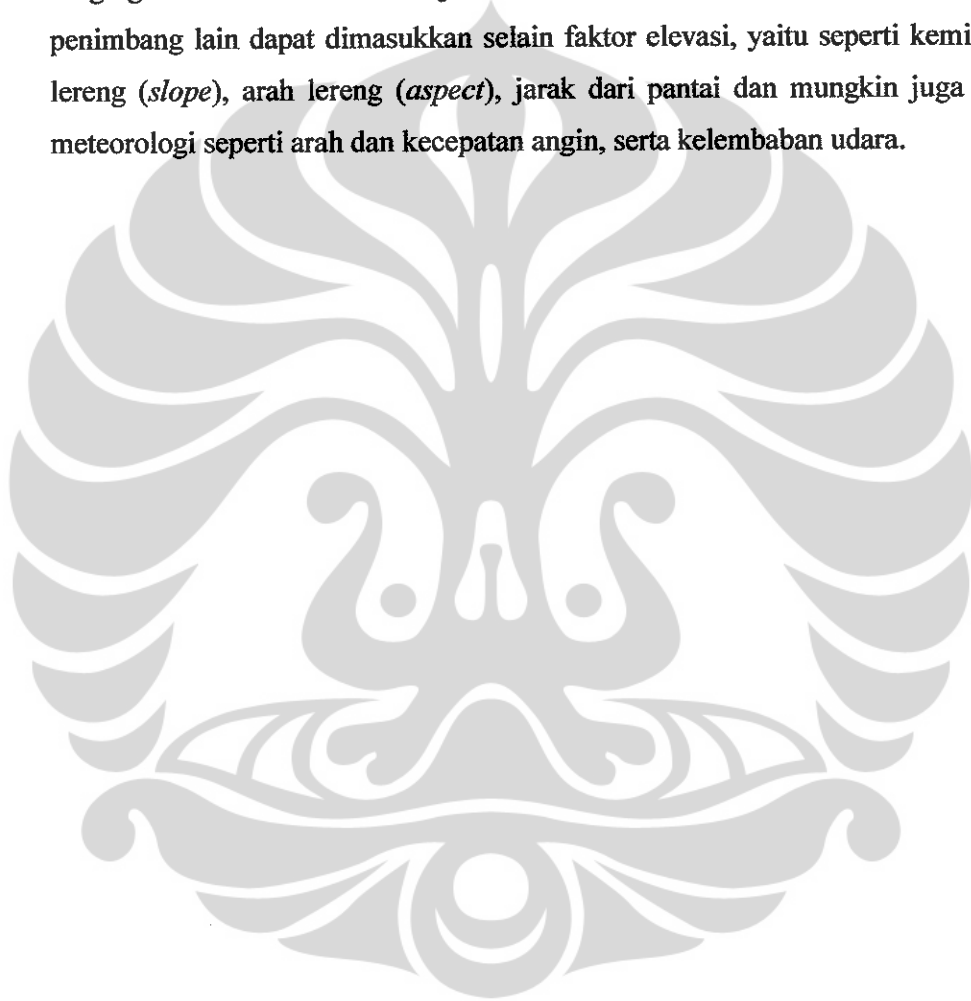 penimbang lain dapat dimasukkan selain faktor elevasi, yaitu seperti kemi
lereng (slope), arah lereng (aspect), jarak dari pantai dan mungkin juga
meteorologi seperti arah dan kecepatan angin, serta kelembaban udara.